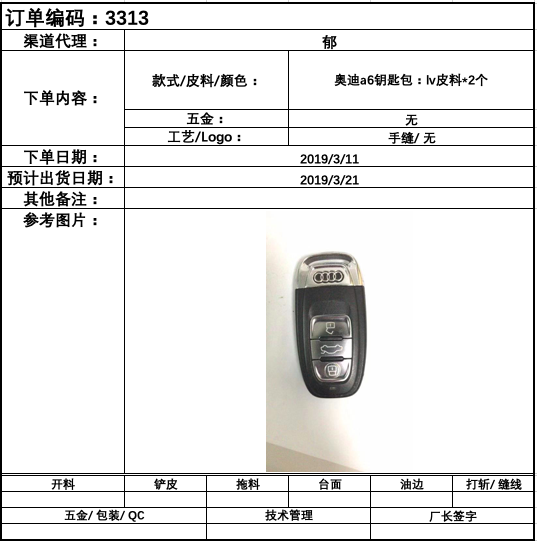 订单编码：3313
渠道代理：
郁
下单内容：
款式/皮料/颜色：
奥迪a6钥匙包：lv皮料*2个
五金：
无
工艺/Logo：
手缝/ 无
下单日期：
2019/3/11
预计出货日期：
2019/3/21
其他备注：
参考图片：
开料
铲皮
拖料
台面
油边
打斩/ 缝线
五金/ 包装/ QC
技术管理
厂长签字